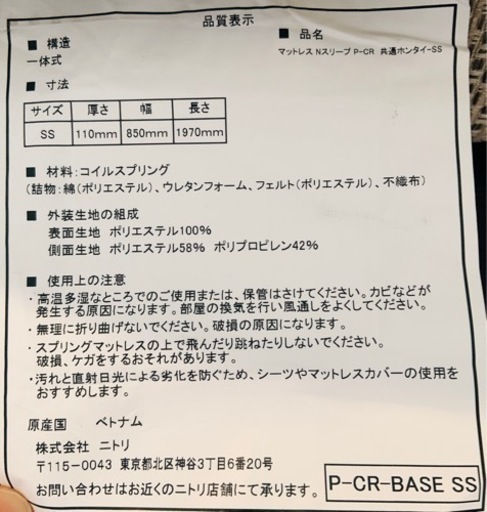 品質表示
■ 構造
一体式
■ 品名
マットレス Nスリープ P-CR 共通ホンタイ-SS
■ 寸法
サイズ 厚さ 幅 長さ
SS 110mm 850mm 1970mm
■ 材料:コイルスプリング
(詰物:綿(ポリエステル)、ウレタンフォーム、フェルト(ポリエステル)、不織布)
■ 外装生地の組成
表面生地 ポリエステル100%
側面生地 ポリエステル58% ポリプロピレン42%
■ 使用上の注意
・高温多湿なところでのご使用または、保管はさけてください。カビなどが
発生する原因になります。部屋の換気を行い風通しをよくしてください。
・無理に折り曲げないでください。破損の原因になります。
・スプリングマットレスの上で飛んだり跳ねたりしないでください。
破損、ケガをするおそれがあります。
・汚れと直射日光による劣化を防ぐため、シーツやマットレスカバーの使用を
おすすめします。
原産国 ベトナム
株式会社 ニトリ
〒115-0043 東京都北区神谷3丁目6番20号
お問い合わせはお近くのニトリ店舗にて承ります。
P-CR-BASE SS